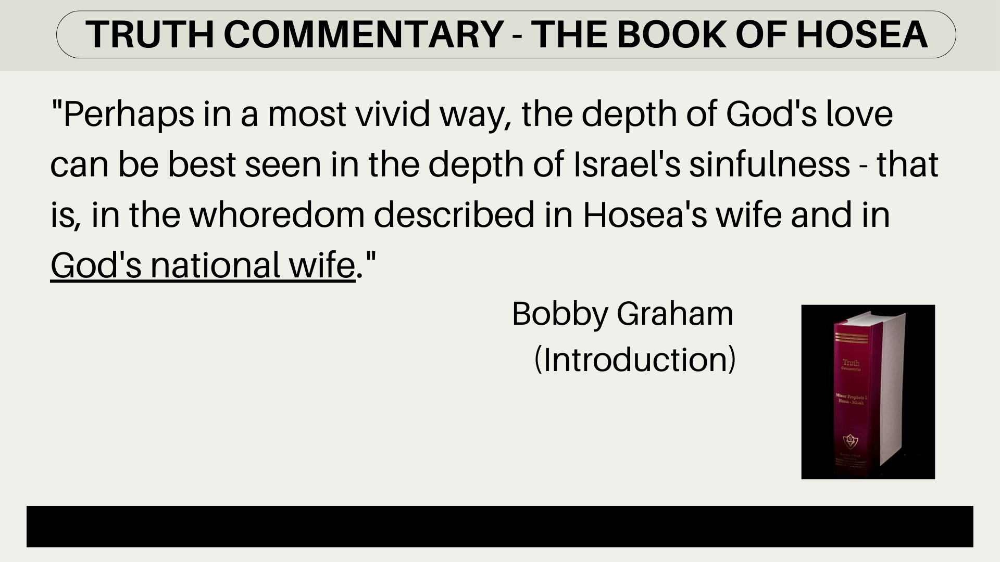 TRUTH COMMENTARY - THE BOOK OF HOSEA
"Perhaps in a most vivid way, the depth of God's love
can be best seen in the depth of Israel's sinfulness - that
is, in the whoredom described in Hosea's wife and in
God's national wife."
Bobby Graham
(Introduction)
Truth
Commentaries
Minor Prophets I
Hosea - Micah